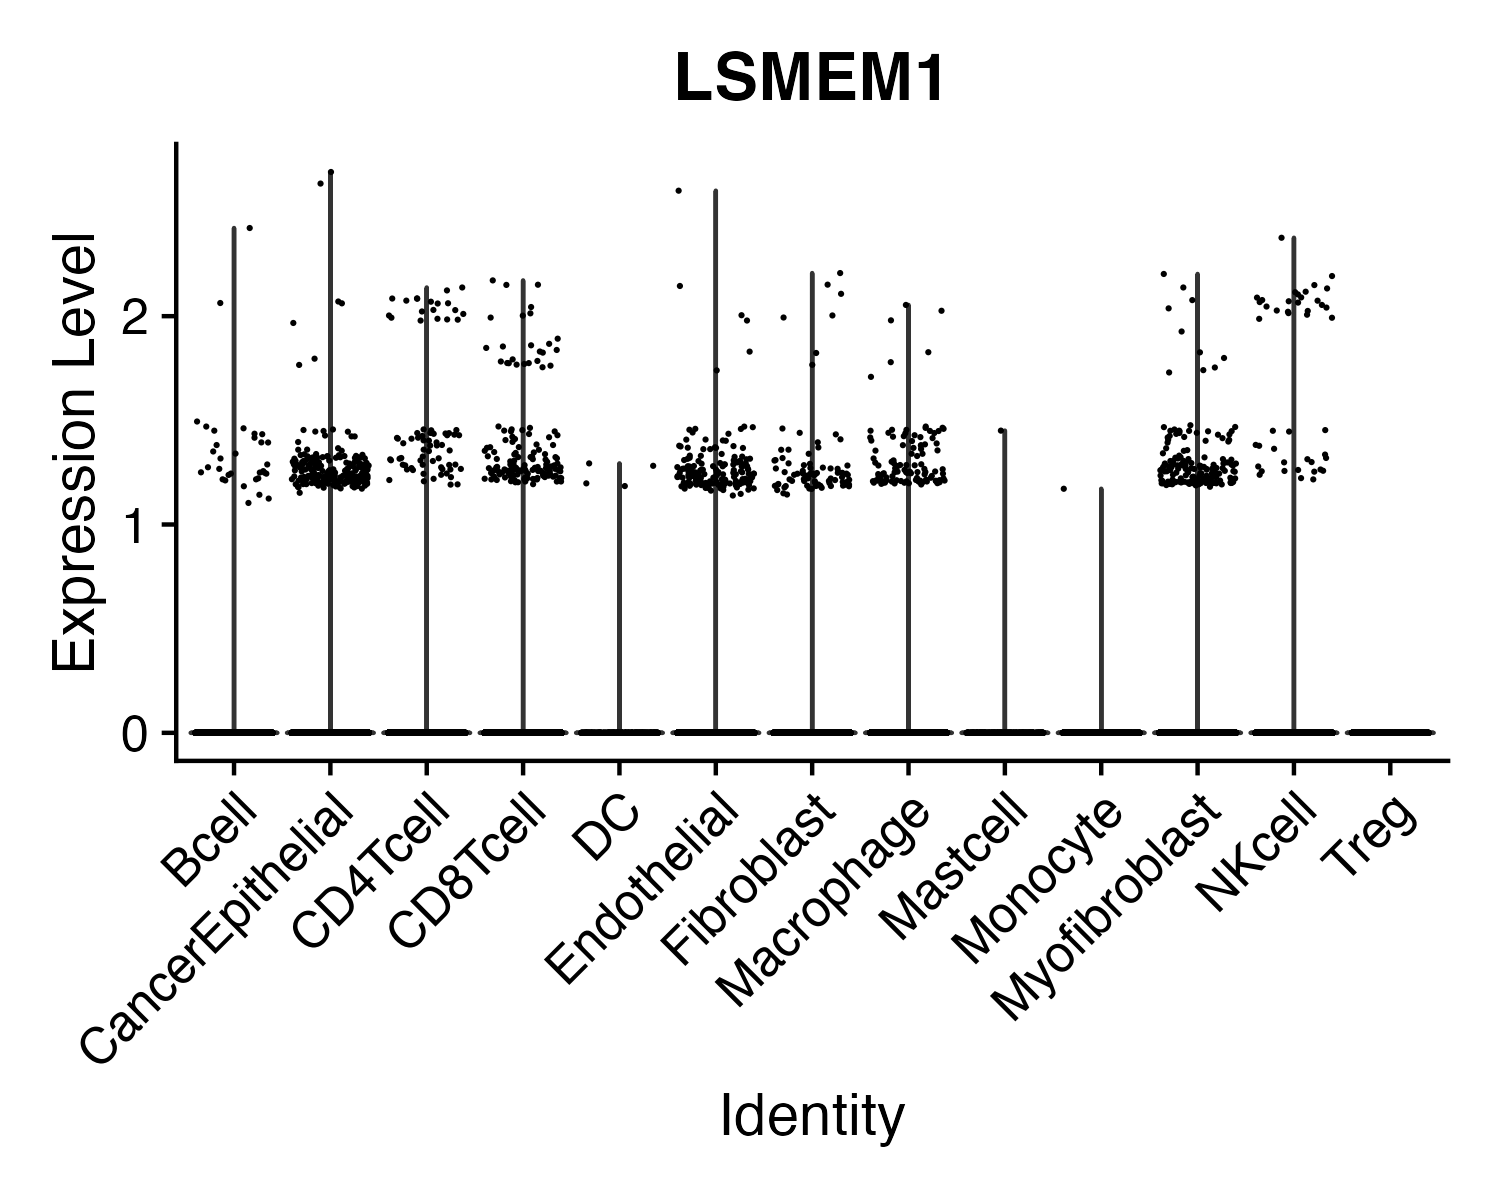 LSMEM1
Expression Level
2
1
0
Bcell
CancerEpithelial
CD4Tcell
CD8Tcell
DC
Endothelial
Fibroblast
Macrophage
Mastcell
Monocyte
Myofibroblast
NKcell
Treg
Identity